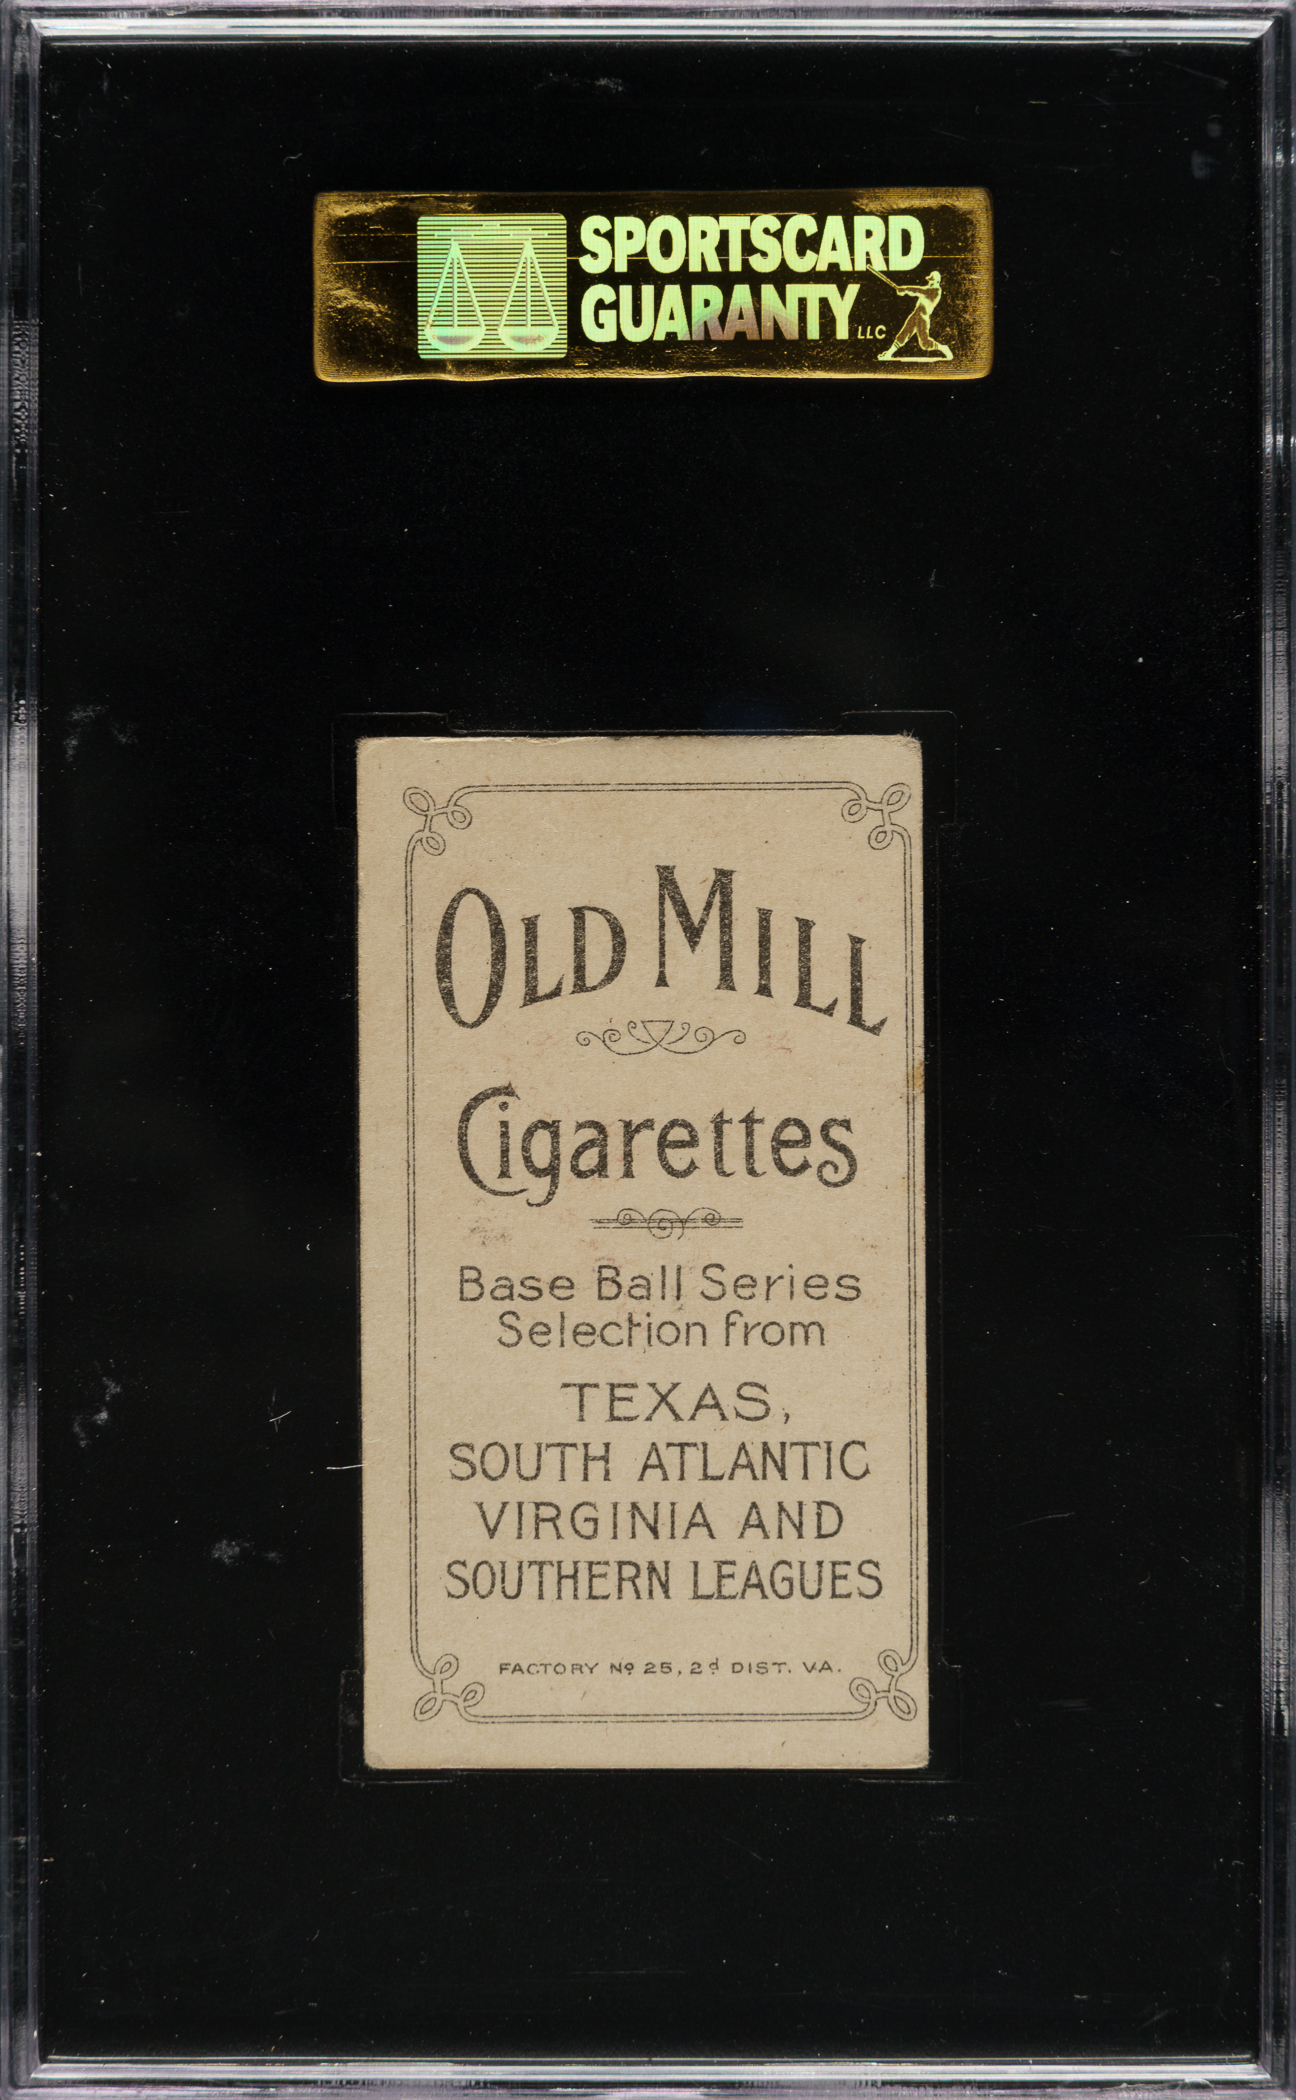 SPORTSCARD
GUARANTY LLC
OLD MILL
Cigarettes
Base Ball Series
Selection from
TEXAS,
SOUTH ATLANTIC
VIRGINIA AND
SOUTHERN LEAGUES
FACTORY Nº 25, 2d DIST. VA.